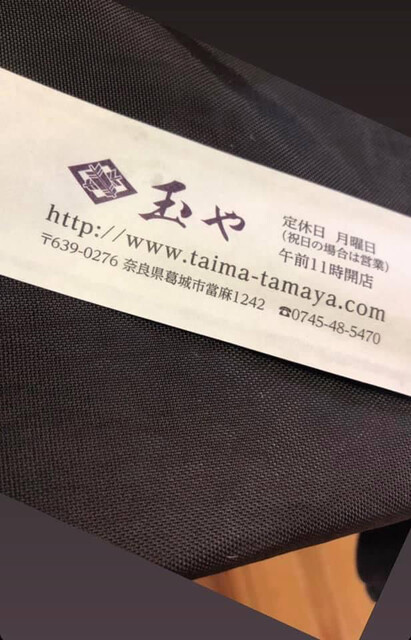 玉や
定休日 月曜日
（祝日の場合は営業）
午前11時開店
http://www.taima-tamaya.com
〒639-0276 奈良県葛城市當麻1242 ☎0745-48-5470